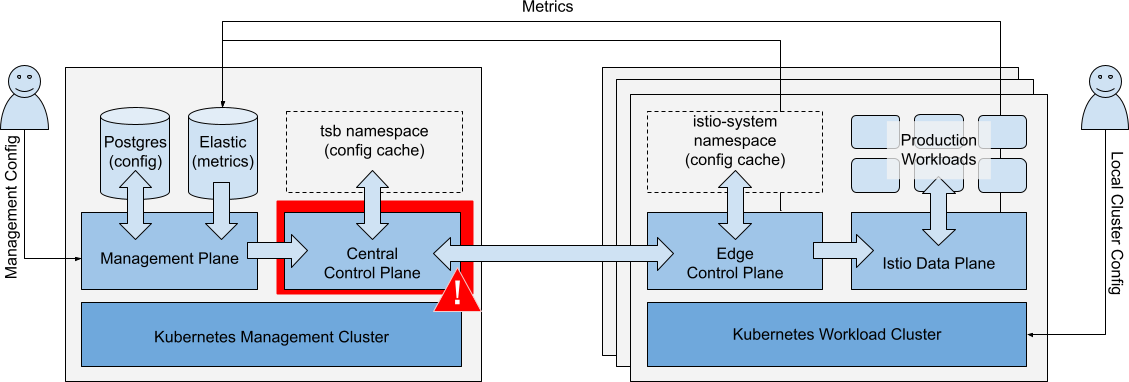 Metrics
Postgres
(config)
Elastic
(metrics)
tsb namespace
(config cache)
istio-system
namespace
(config cache)
Production
Workloads
Management Config
Local Cluster Config
Management Plane
Central
Control Plane
!
Edge
Control Plane
Istio Data Plane
Kubernetes Management Cluster
Kubernetes Workload Cluster